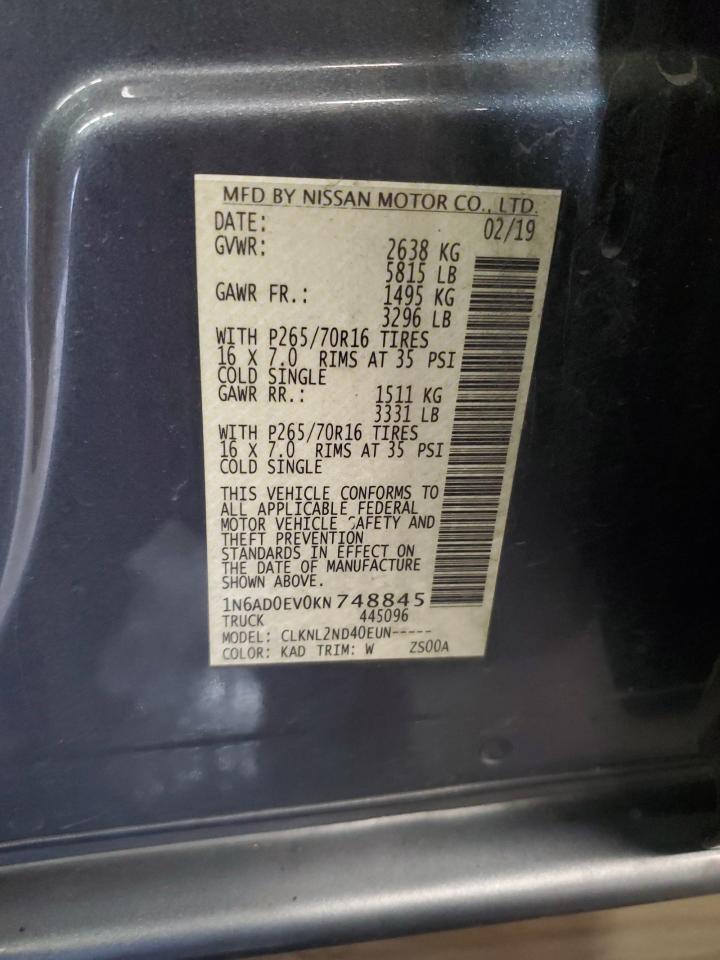 MFD BY NISSAN MOTOR CO., LTD.
DATE: 02/19
GVWR: 2638 KG
5815 LB
GAWR FR.: 1495 KG
3296 LB
WITH P265/70R16 TIRES
16 X 7.0 RIMS AT 35 PSI
COLD SINGLE
GAWR RR.: 1511 KG
3331 LB
WITH P265/70R16 TIRES
16 X 7.0 RIMS AT 35 PSI
COLD SINGLE
THIS VEHICLE CONFORMS TO
ALL APPLICABLE FEDERAL
MOTOR VEHICLE SAFETY AND
THEFT PREVENTION
STANDARDS IN EFFECT ON
THE DATE OF MANUFACTURE
SHOWN ABOVE.
1N6AD0EV0KN 748845
TRUCK 445096
MODEL: CLKNL2ND40EUN-----
COLOR: KAD TRIM: W ZS00A